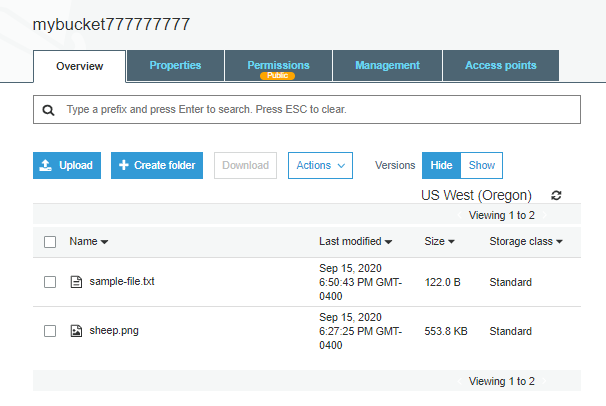 mybucket777777777
Overview Properties Permissions Management Access points
Public
Type a prefix and press Enter to search. Press ESC to clear.
Upload + Create folder Download Actions Versions Hide Show
US West (Oregon)
Viewing 1 to 2
Name Last modified Size Storage class
sample-file.txt Sep 15, 2020 6:50:43 PM GMT-0400 122.0 B Standard
sheep.png Sep 15, 2020 6:27:25 PM GMT-0400 553.8 KB Standard
Viewing 1 to 2